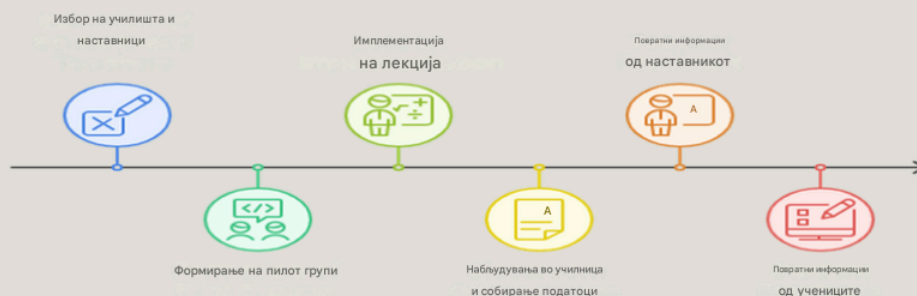 Избор на училишта и
наставници
Формирање на пилот групи
Имплементација
на лекција
Набљудувања во училница
и собирање податоци
A
Повратни информации
од наставникот
A
Повратни информации
од учениците